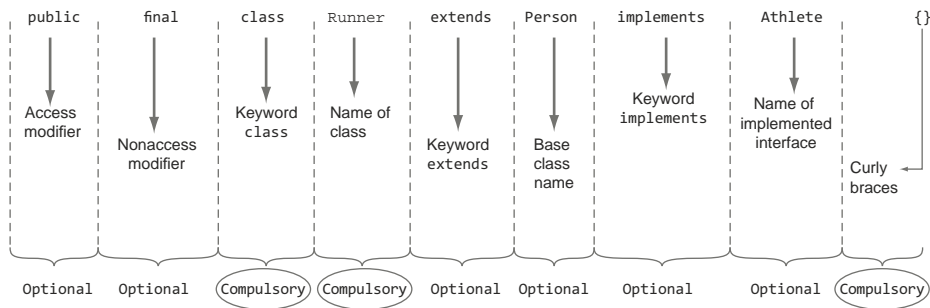 public final class Runner extends Person implements Athlete {}
Access
modifier
Nonaccess
modifier
Keyword
class
Name of
class
Keyword
extends
Base
class
name
Keyword
implements
Name of
implemented
interface
Curly
braces
Optional Optional Compulsory Compulsory Optional Optional Optional Optional Compulsory